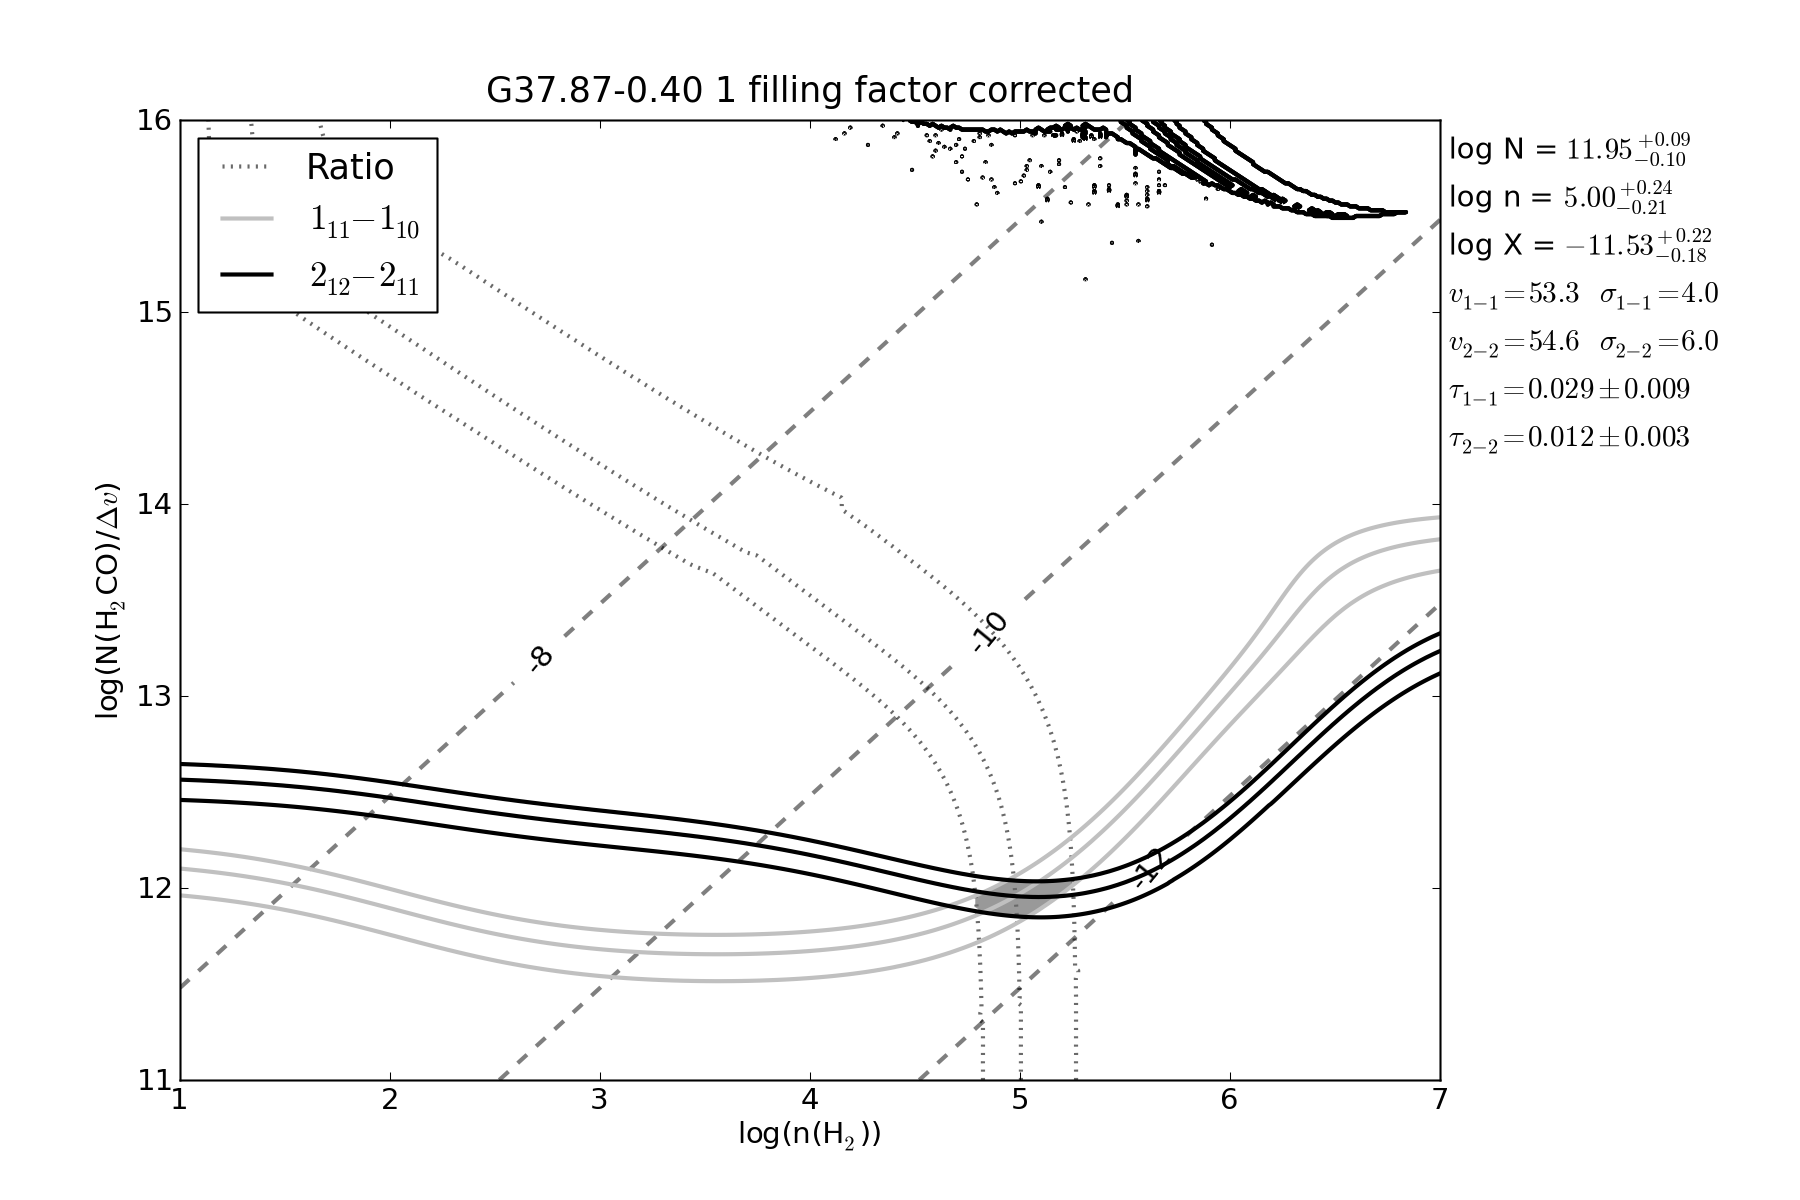 G37.87-0.40 1 filling factor corrected
16
15
14
13
12
11
1 2 3 4 5 6 7
log(N(H₂CO)/Δv)
log(n(H₂))
Ratio
1₁₁−1₁₀
2₁₂−2₁₁
-8
-10
-12
log N = 11.95 +0.09 −0.10
log n = 5.00 +0.24 −0.21
log X = −11.53 +0.22 −0.18
v₁₋₁=53.3 σ₁₋₁=4.0
v₂₋₂=54.6 σ₂₋₂=6.0
τ₁₋₁=0.029±0.009
τ₂₋₂=0.012±0.003